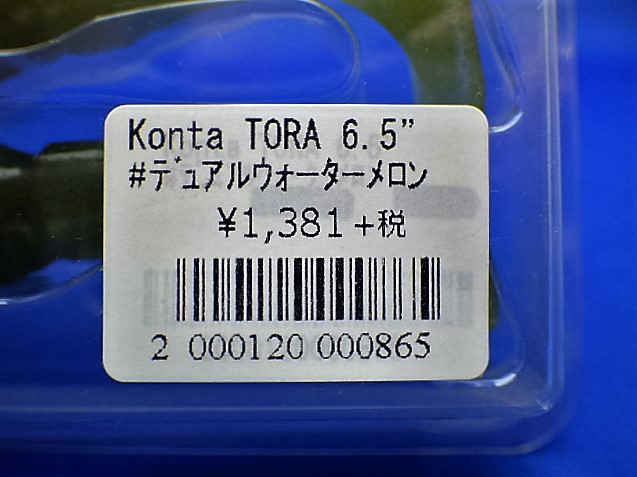 Konta TORA 6.5”
#ﾃﾞｭｱﾙｳｫｰﾀｰﾒﾛﾝ
¥1,381 +税
2 000120 000865